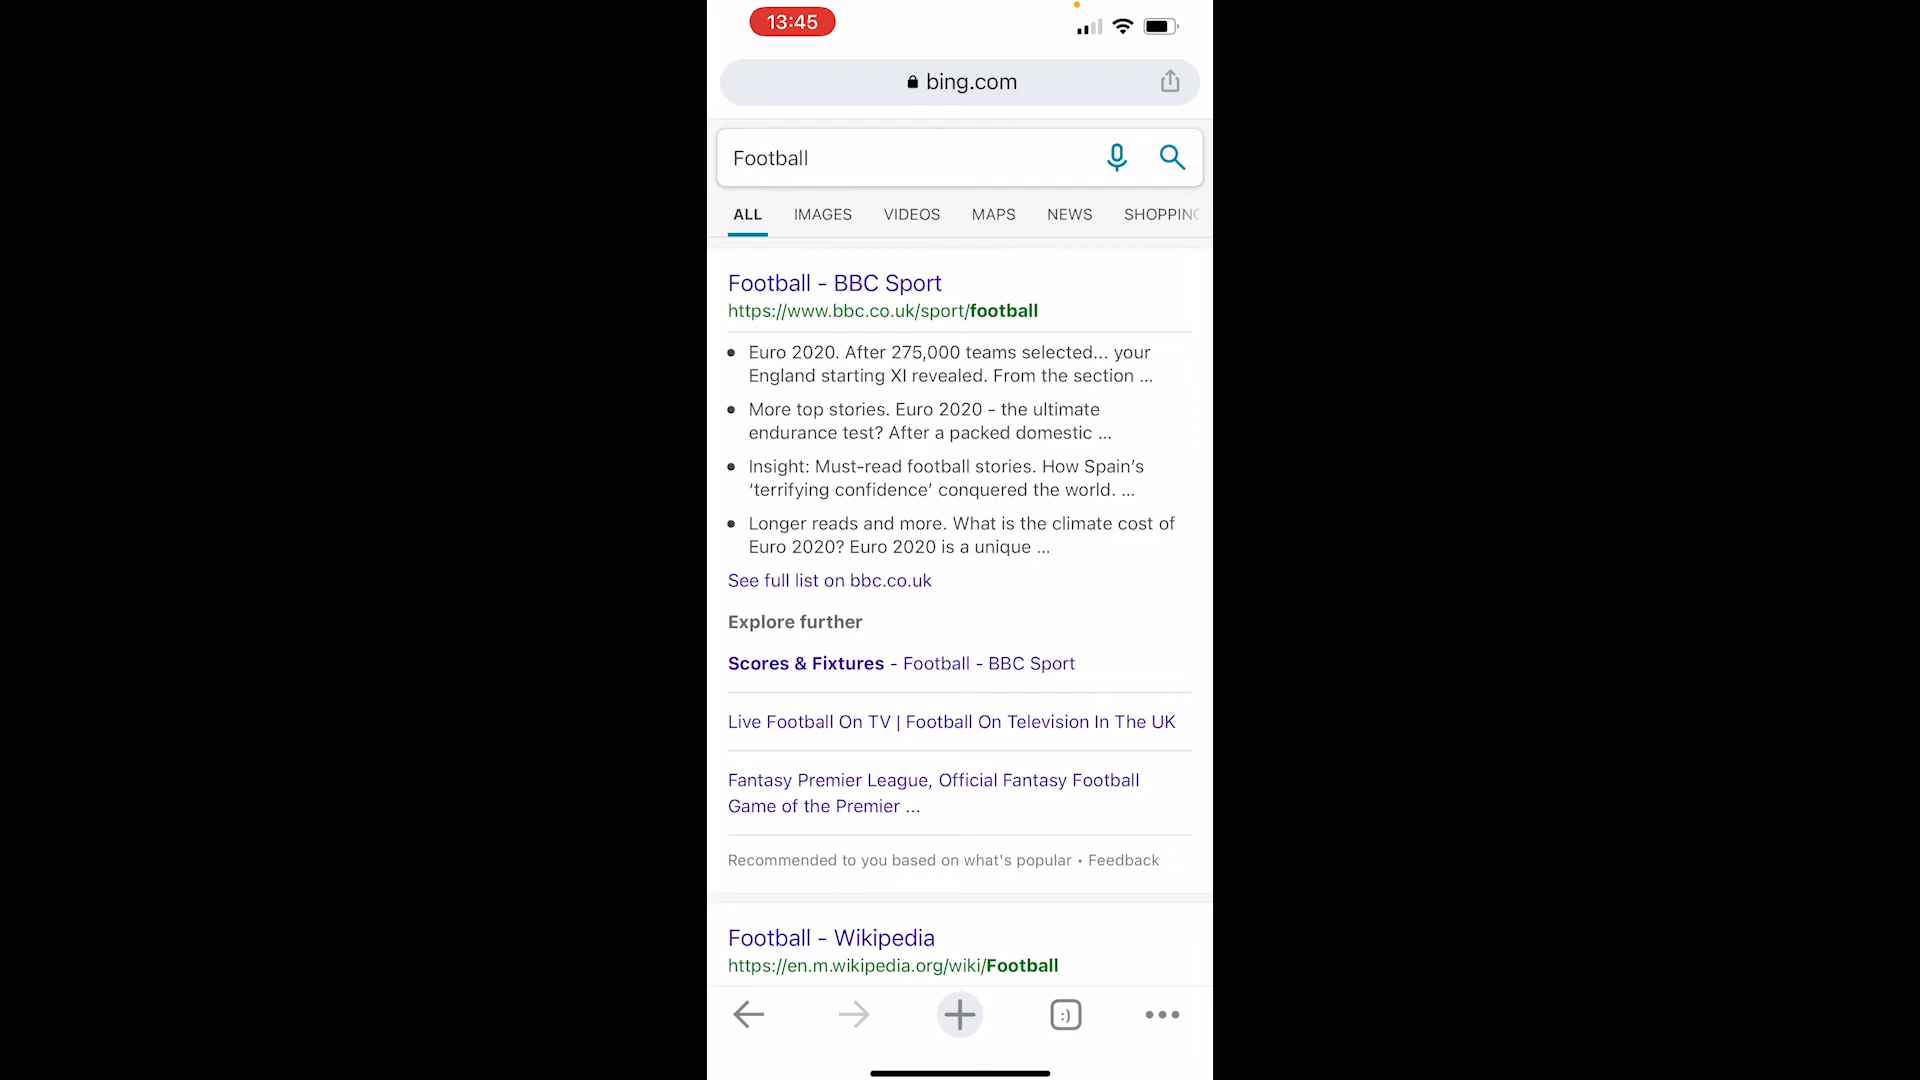 13:45
bing.com
Football
ALL IMAGES VIDEOS MAPS NEWS SHOPPING
Football - BBC Sport
https://www.bbc.co.uk/sport/football
Euro 2020. After 275,000 teams selected... your
England starting XI revealed. From the section ...
More top stories. Euro 2020 - the ultimate
endurance test? After a packed domestic ...
Insight: Must-read football stories. How Spain’s
‘terrifying confidence’ conquered the world. ...
Longer reads and more. What is the climate cost of
Euro 2020? Euro 2020 is a unique ...
See full list on bbc.co.uk
Explore further
Scores & Fixtures - Football - BBC Sport
Live Football On TV | Football On Television In The UK
Fantasy Premier League, Official Fantasy Football
Game of the Premier ...
Recommended to you based on what's popular • Feedback
Football - Wikipedia
https://en.m.wikipedia.org/wiki/Football
:)